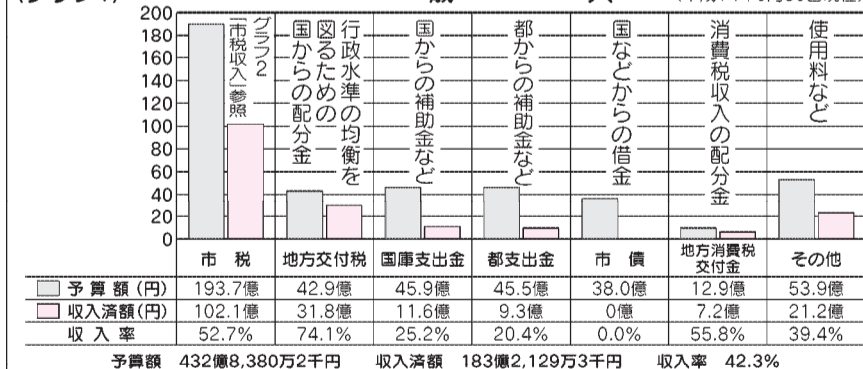 200
180
160
140
120
100
80
60
40
20
0
グラフ2
「市税収入」参照
行政水準の均衡を
図るための
国からの配分金
国からの補助金など
都からの補助金など
国などからの借金
消費税収入の配分金
使用料など
市 税 地方交付税 国庫支出金 都支出金 市 債 地方消費税交付金 その他
予算額(円) 193.7億 42.9億 45.9億 45.5億 38.0億 12.9億 53.9億
収入済額(円) 102.1億 31.8億 11.6億 9.3億 0億 7.2億 21.2億
収入率 52.7% 74.1% 25.2% 20.4% 0.0% 55.8% 39.4%
予算額 432億8,380万2千円 収入済額 183億2,129万3千円 収入率 42.3%